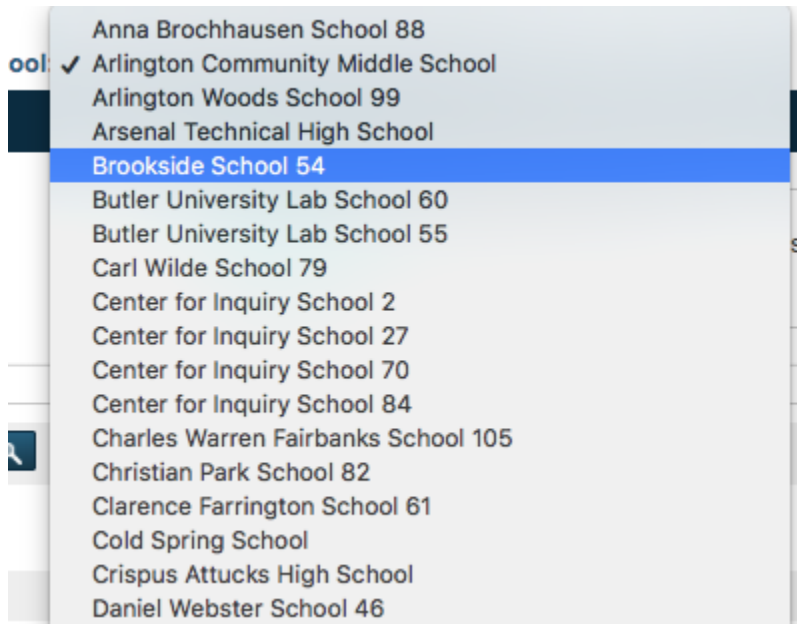 Anna Brochhausen School 88
ool: ✓ Arlington Community Middle School
Arlington Woods School 99
Arsenal Technical High School
Brookside School 54
Butler University Lab School 60
Butler University Lab School 55
Carl Wilde School 79
Center for Inquiry School 2
Center for Inquiry School 27
Center for Inquiry School 70
Center for Inquiry School 84
Charles Warren Fairbanks School 105
Christian Park School 82
Clarence Farrington School 61
Cold Spring School
Crispus Attucks High School
Daniel Webster School 46